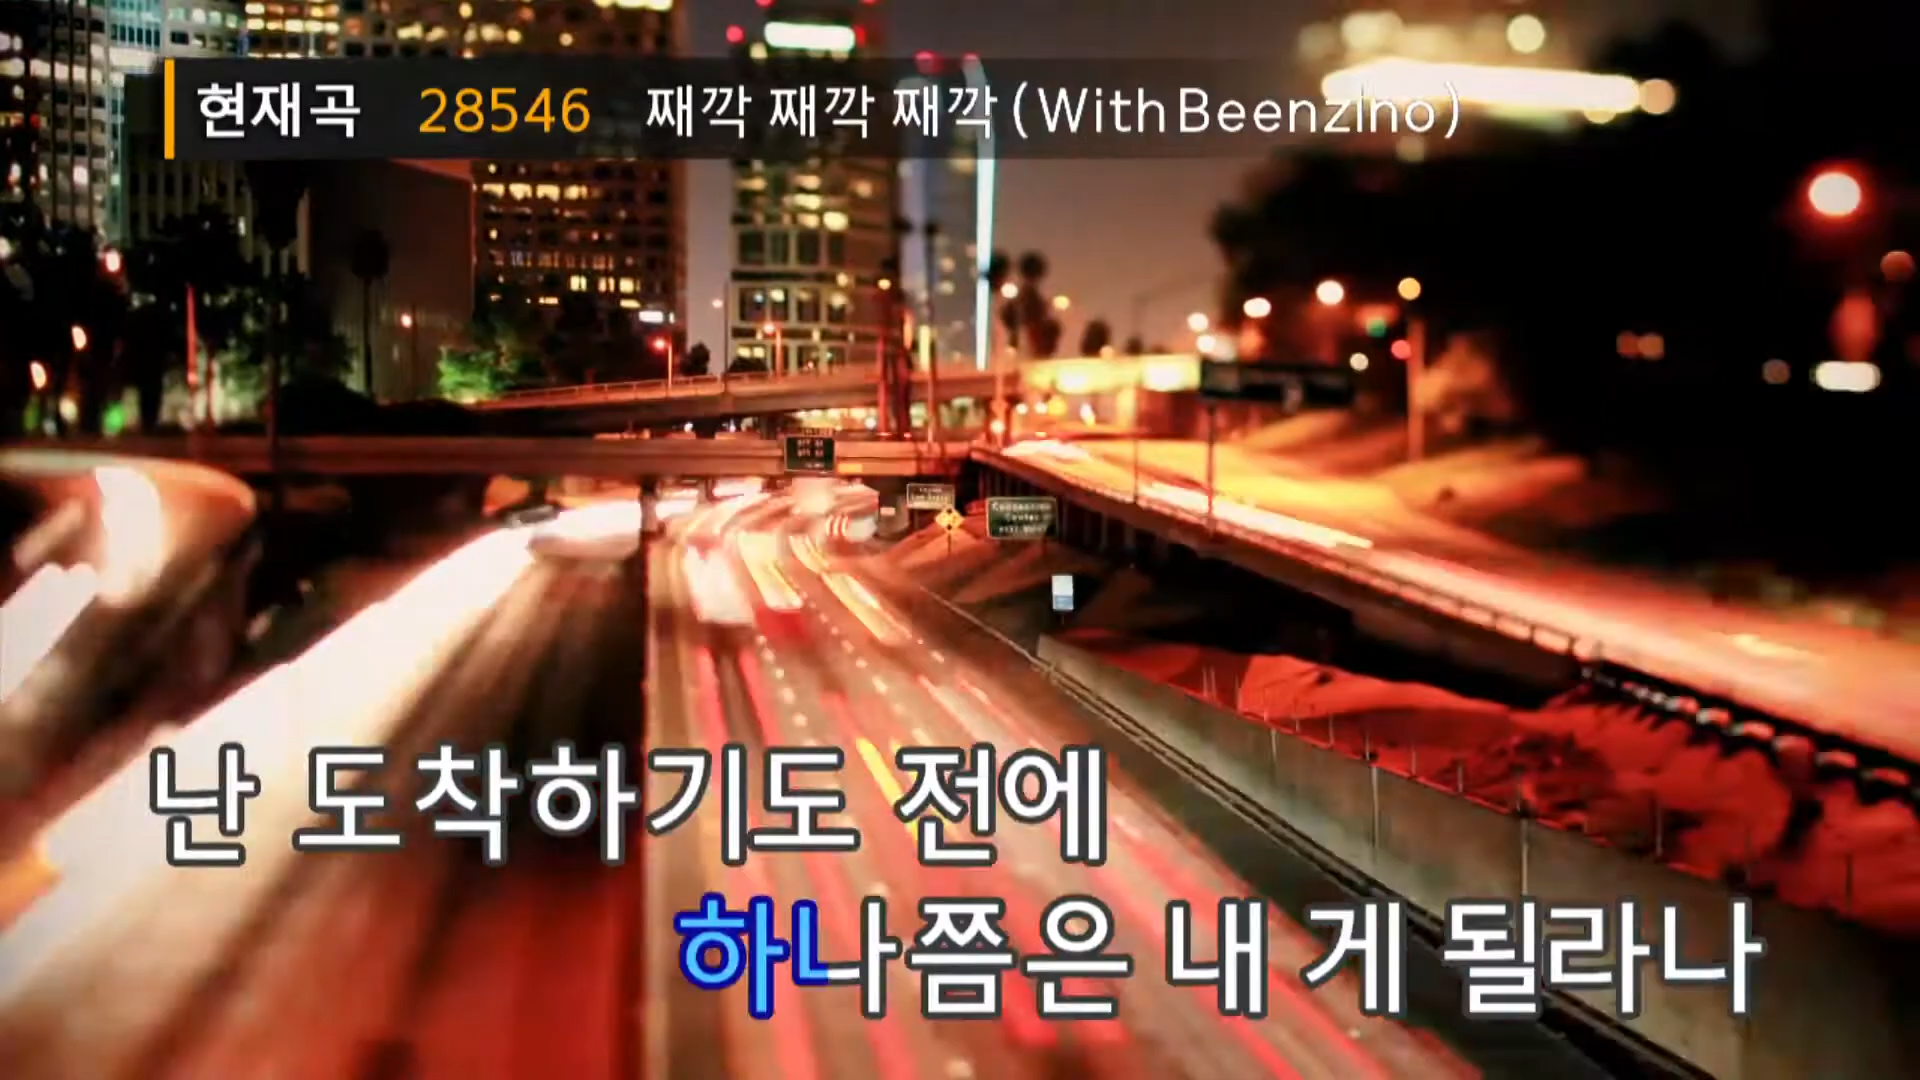 현재곡 28546 째깍 째깍 째깍 (With Beenzino)
난 도착하기도 전에
하나쯤은 내 게 될라나